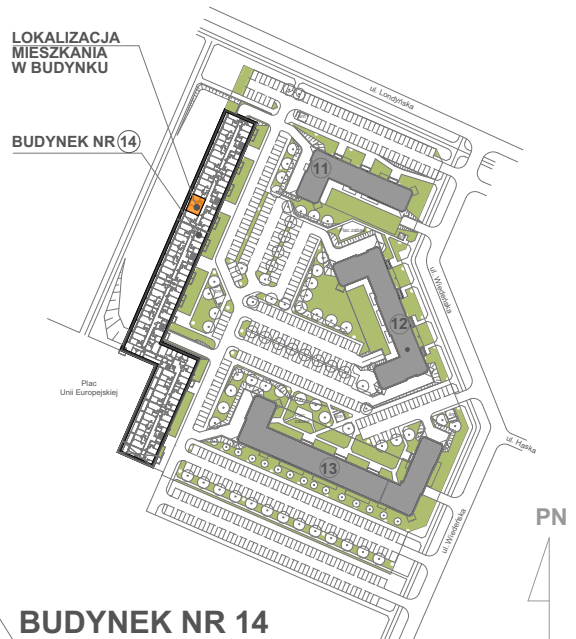 LOKALIZACJA
MIESZKANIA
W BUDYNKU
BUDYNEK NR 14
ul. Londyńska
11
ul. Wiedeńska
12
Plac
Unii Europejskiej
ul. Haska
13
ul. Wiedeńska
PN
BUDYNEK NR 14